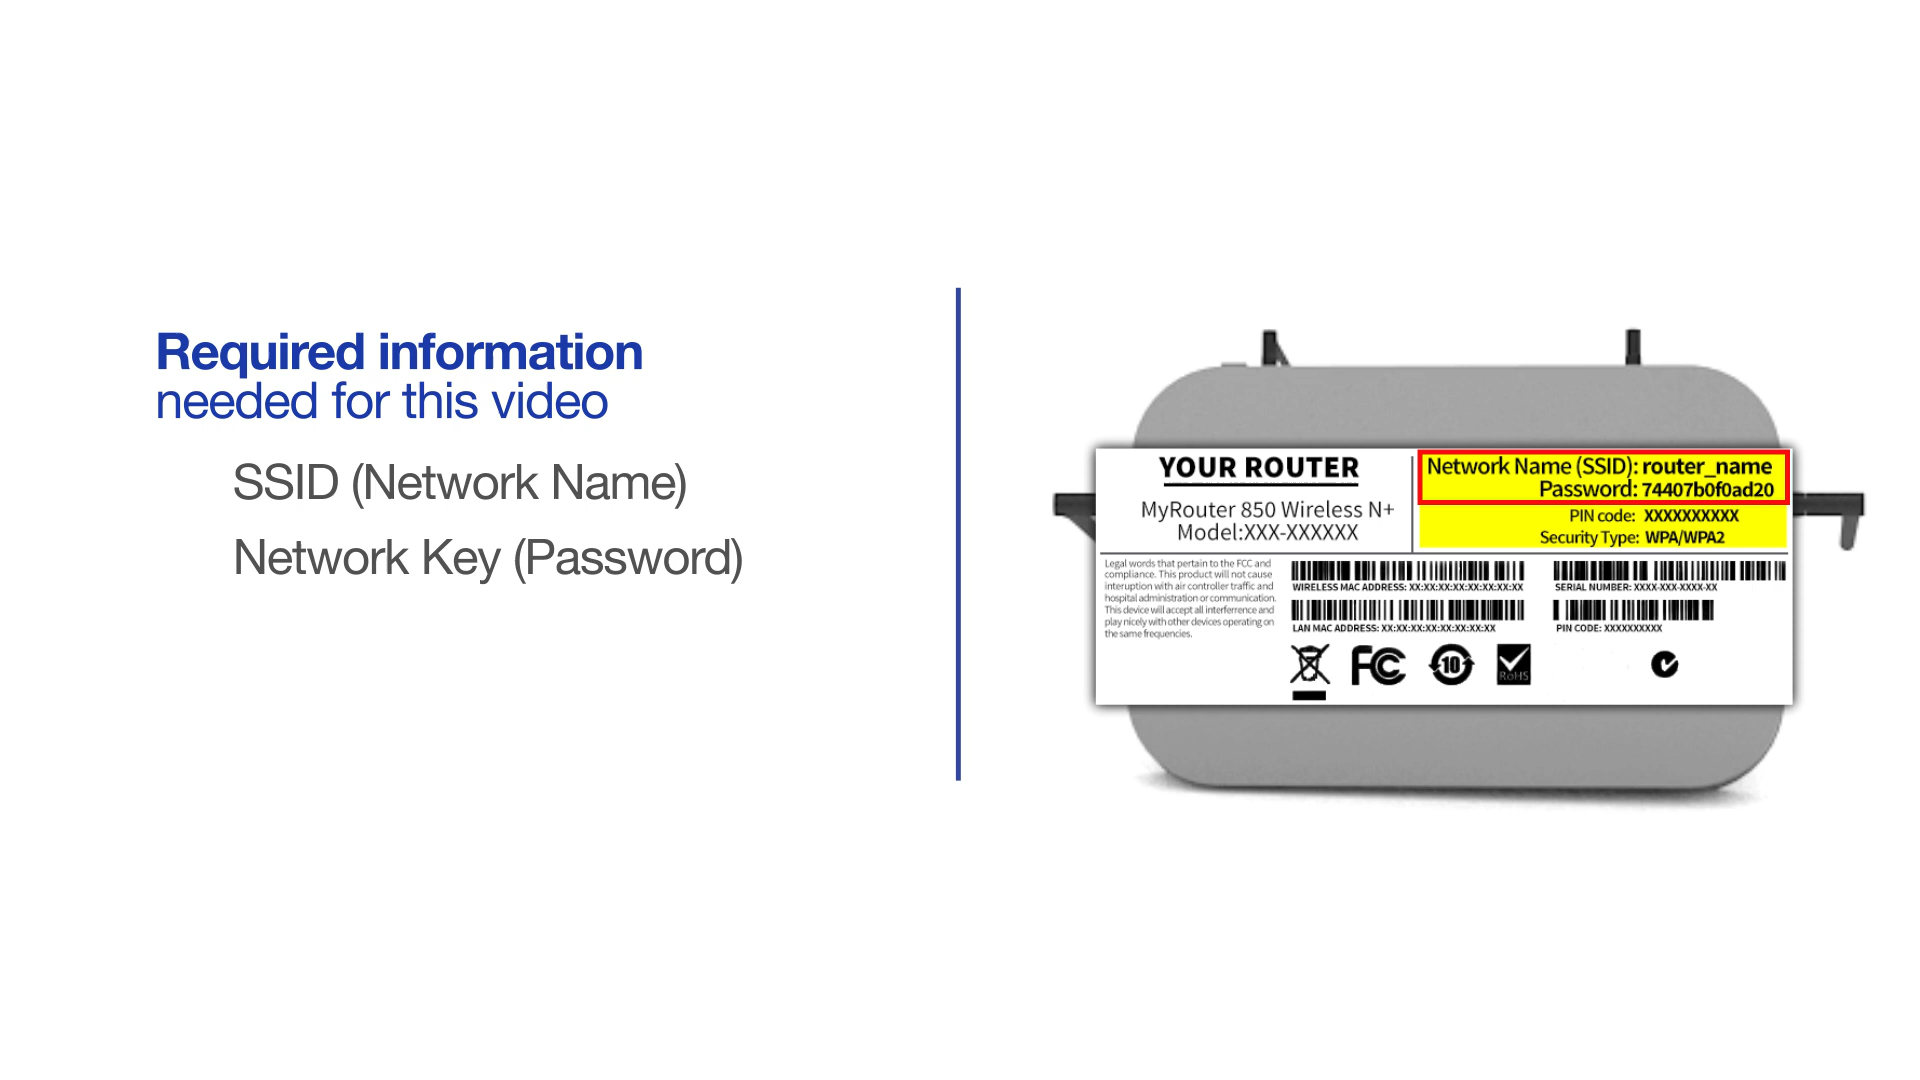 Required information
needed for this video
SSID (Network Name)
Network Key (Password)
YOUR ROUTER
MyRouter 850 Wireless N+
Model:XXX-XXXXXX
Network Name (SSID): router_name
Password: 74407b0f0ad20
PIN code: XXXXXXXXXX
Security Type: WPA/WPA2
Legal words that pertain to the FCC and
compliance. This product will not cause
interuption with air controller traffic and
hospital administration or communication.
This device will accept all interferrence and
play nicely with other devices operating on
the same frequencies.
WIRELESS MAC ADDRESS: XX:XX:XX:XX:XX:XX:XX:XX
SERIAL NUMBER: XXXX-XXX-XXXX-XX
LAN MAC ADDRESS: XX:XX:XX:XX:XX:XX:XX:XX
PIN CODE: XXXXXXXXXX
FC
10
RoHS